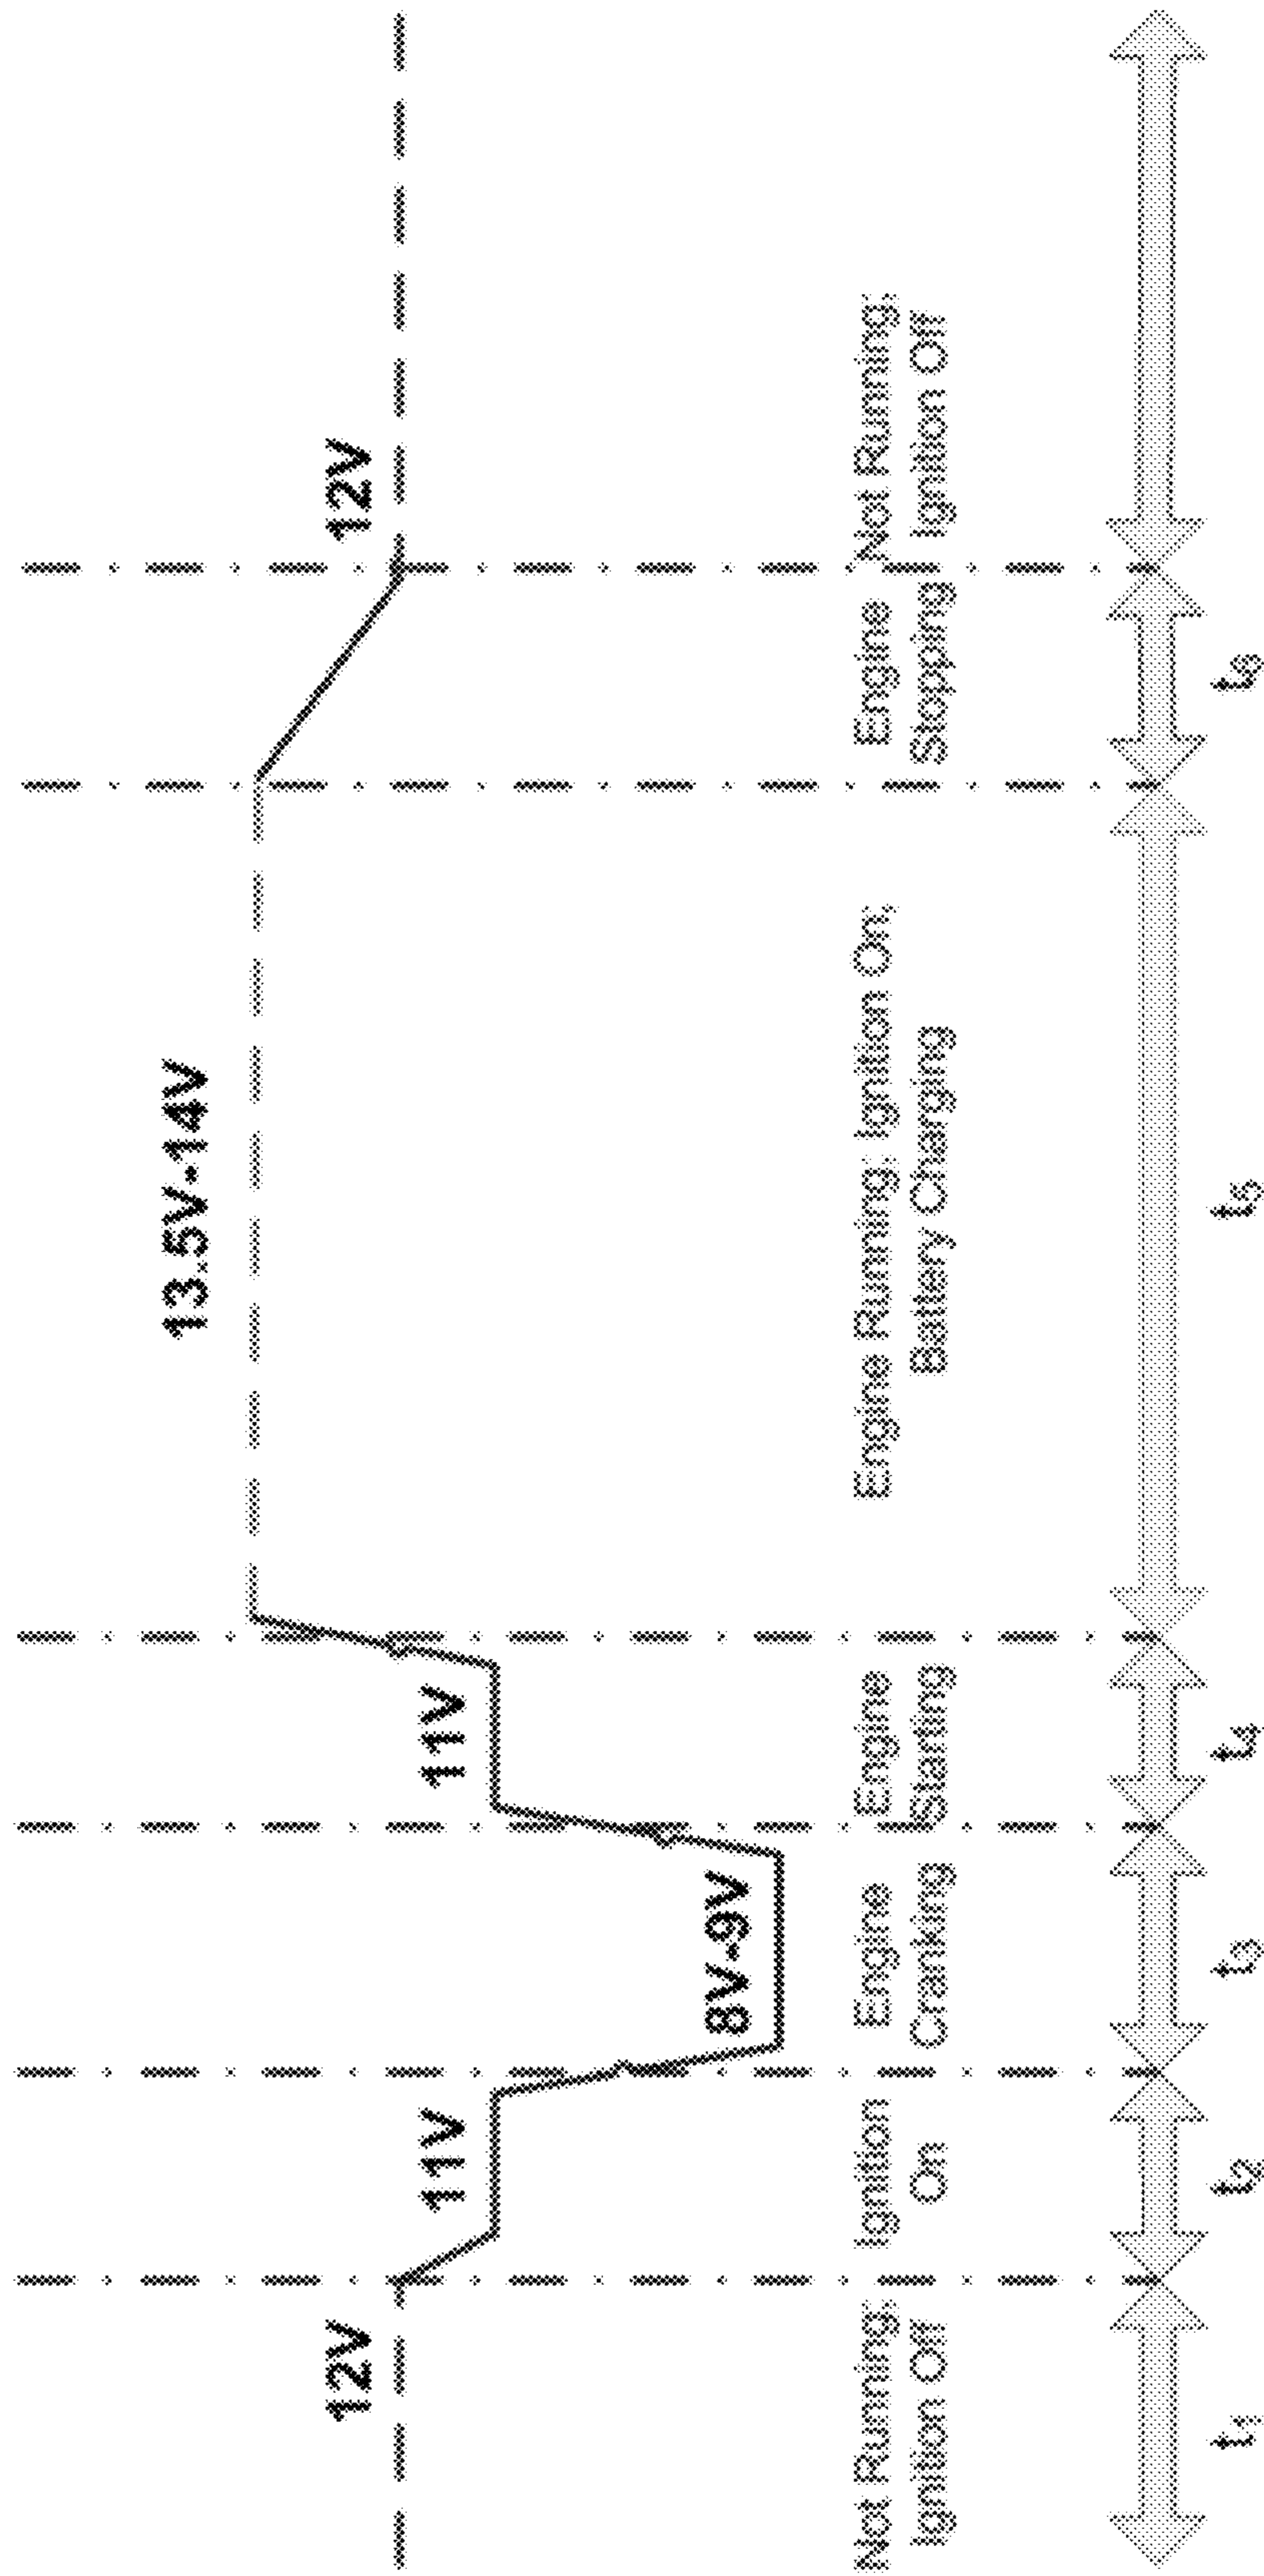 12V
11V
8V-9V
11V
13.5V-14V
12V
Not Running;
Ignition Off
Ignition
On
Engine
Cranking
Engine
Starting
Engine Running; Ignition On;
Battery Charging
Engine
Stopping
Not Running;
Ignition Off
t₁
t₂
t₃
t₄
t₅
t₆